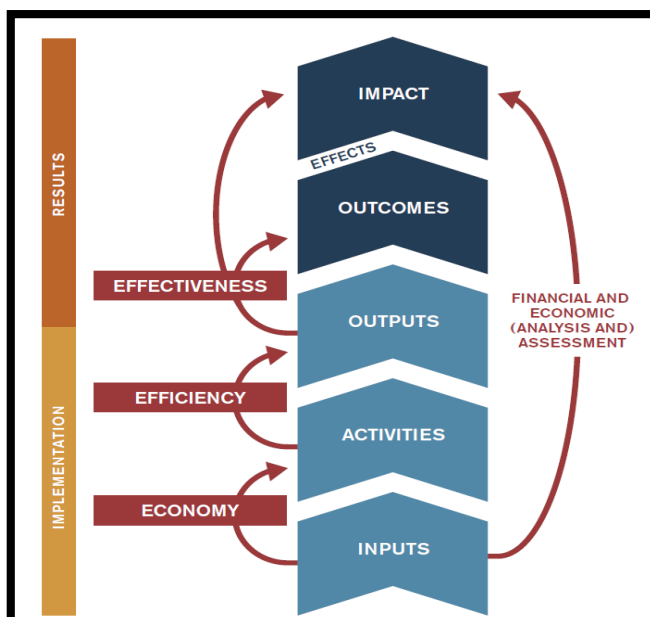 IMPACT
EFFECTS
OUTCOMES
RESULTS
EFFECTIVENESS
OUTPUTS
FINANCIAL AND
ECONOMIC
(ANALYSIS AND)
ASSESSMENT
EFFICIENCY
ACTIVITIES
IMPLEMENTATION
ECONOMY
INPUTS